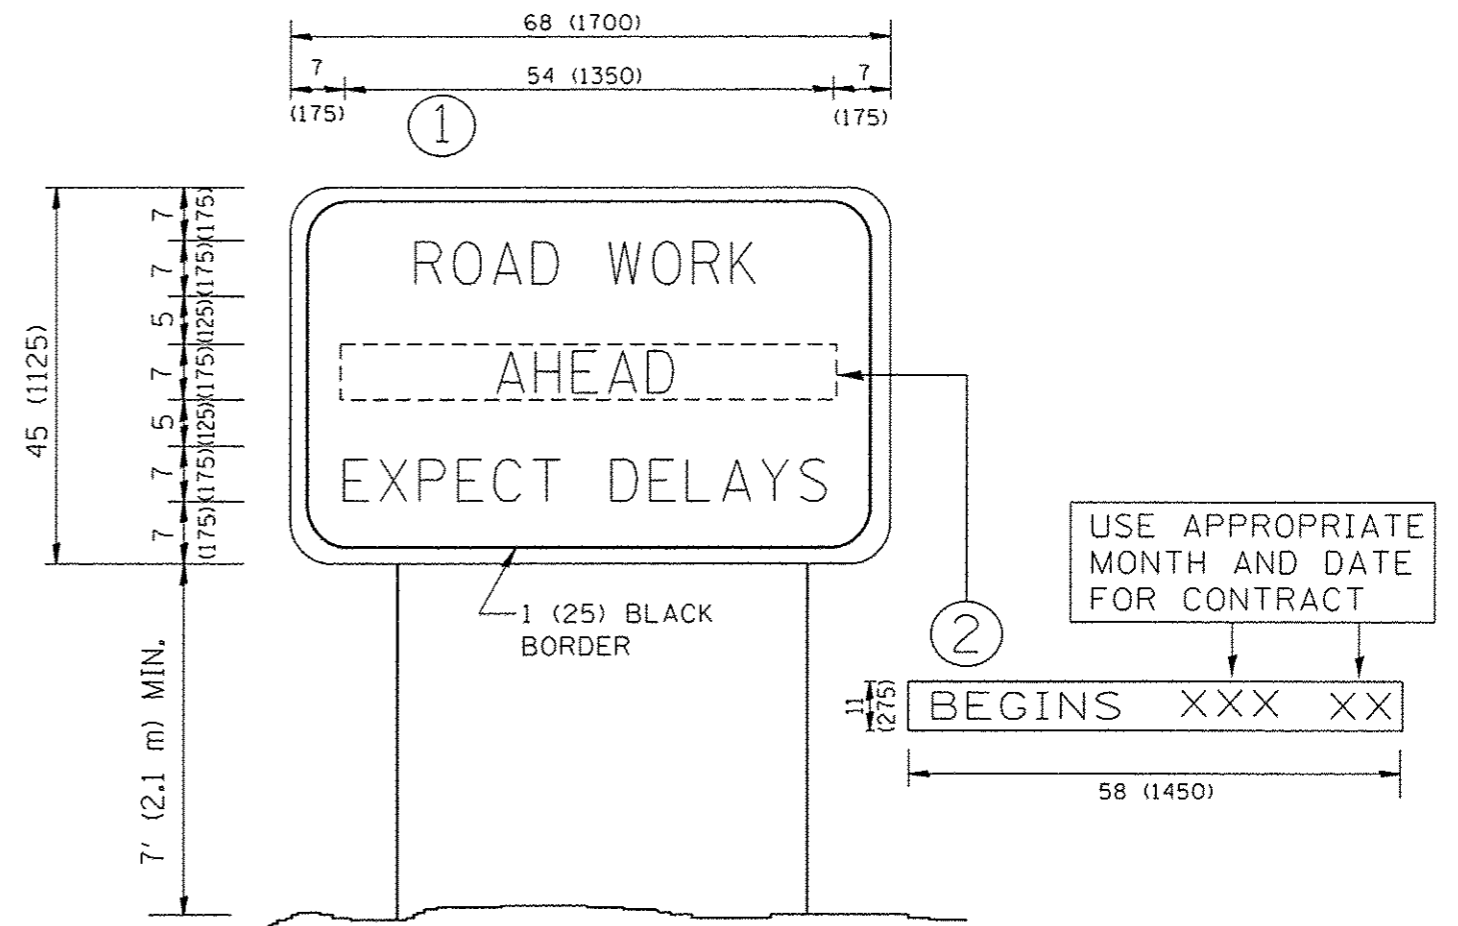 68 (1700)
7
54 (1350)
7
(175)
(175)
1
7
(175)
7
(175)
5
(125)
7
(175)
5
(125)
7
(175)
7
(175)
45 (1125)
ROAD WORK
AHEAD
EXPECT DELAYS
1 (25) BLACK
BORDER
7' (2.1 m) MIN.
USE APPROPRIATE
MONTH AND DATE
FOR CONTRACT
2
11
(275)
BEGINS XXX XX
58 (1450)